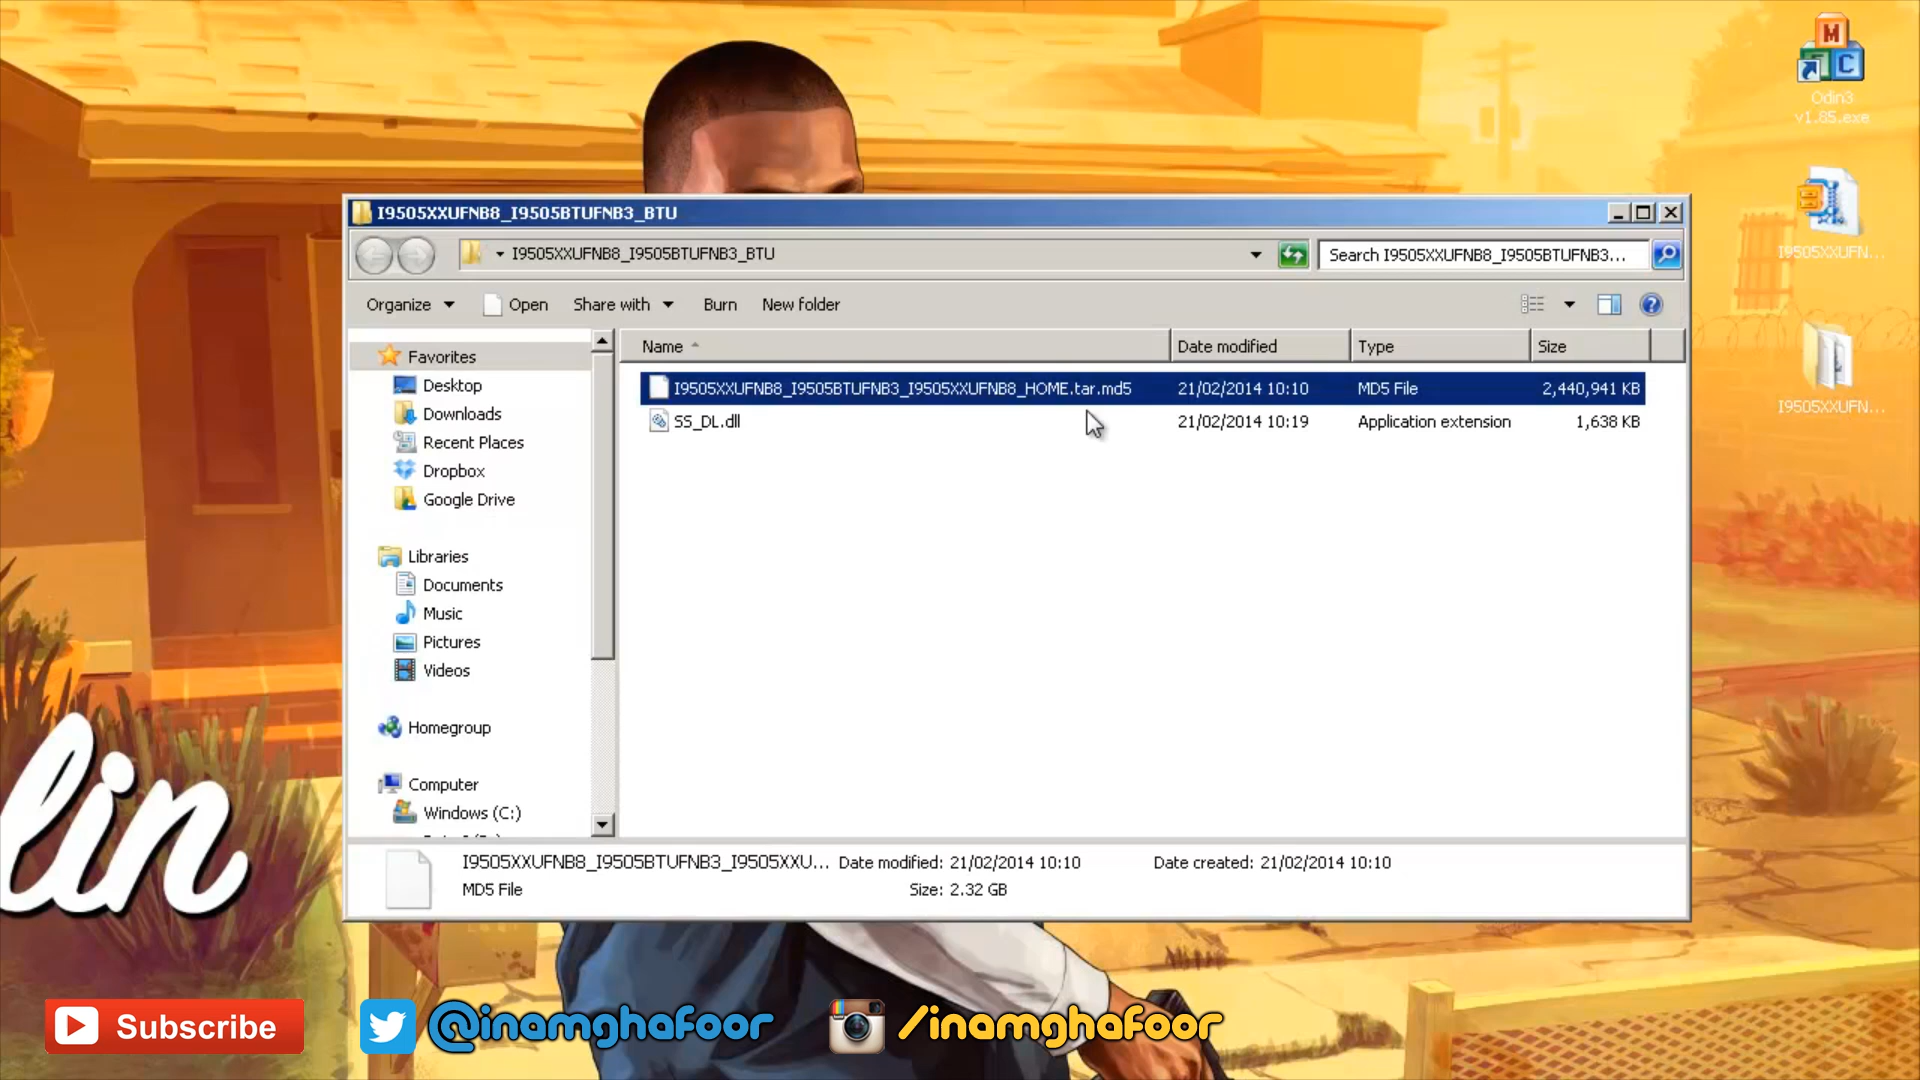 M
C
Odin3
v1.85.exe
I9505XXUFN...
I9505XXUFN...
I9505XXUFNB8_I9505BTUFNB3_BTU
I9505XXUFNB8_I9505BTUFNB3_BTU
Search I9505XXUFNB8_I9505BTUFNB3...
Organize Open Share with Burn New folder
Name Date modified Type Size
I9505XXUFNB8_I9505BTUFNB3_I9505XXUFNB8_HOME.tar.md5 21/02/2014 10:10 MD5 File 2,440,941 KB
SS_DL.dll 21/02/2014 10:19 Application extension 1,638 KB
Favorites
Desktop
Downloads
Recent Places
Dropbox
Google Drive
Libraries
Documents
Music
Pictures
Videos
Homegroup
Computer
Windows (C:)
I9505XXUFNB8_I9505BTUFNB3_I9505XXU... Date modified: 21/02/2014 10:10 Date created: 21/02/2014 10:10
MD5 File Size: 2.32 GB
lin
Subscribe @inamghafoor /inamghafoor